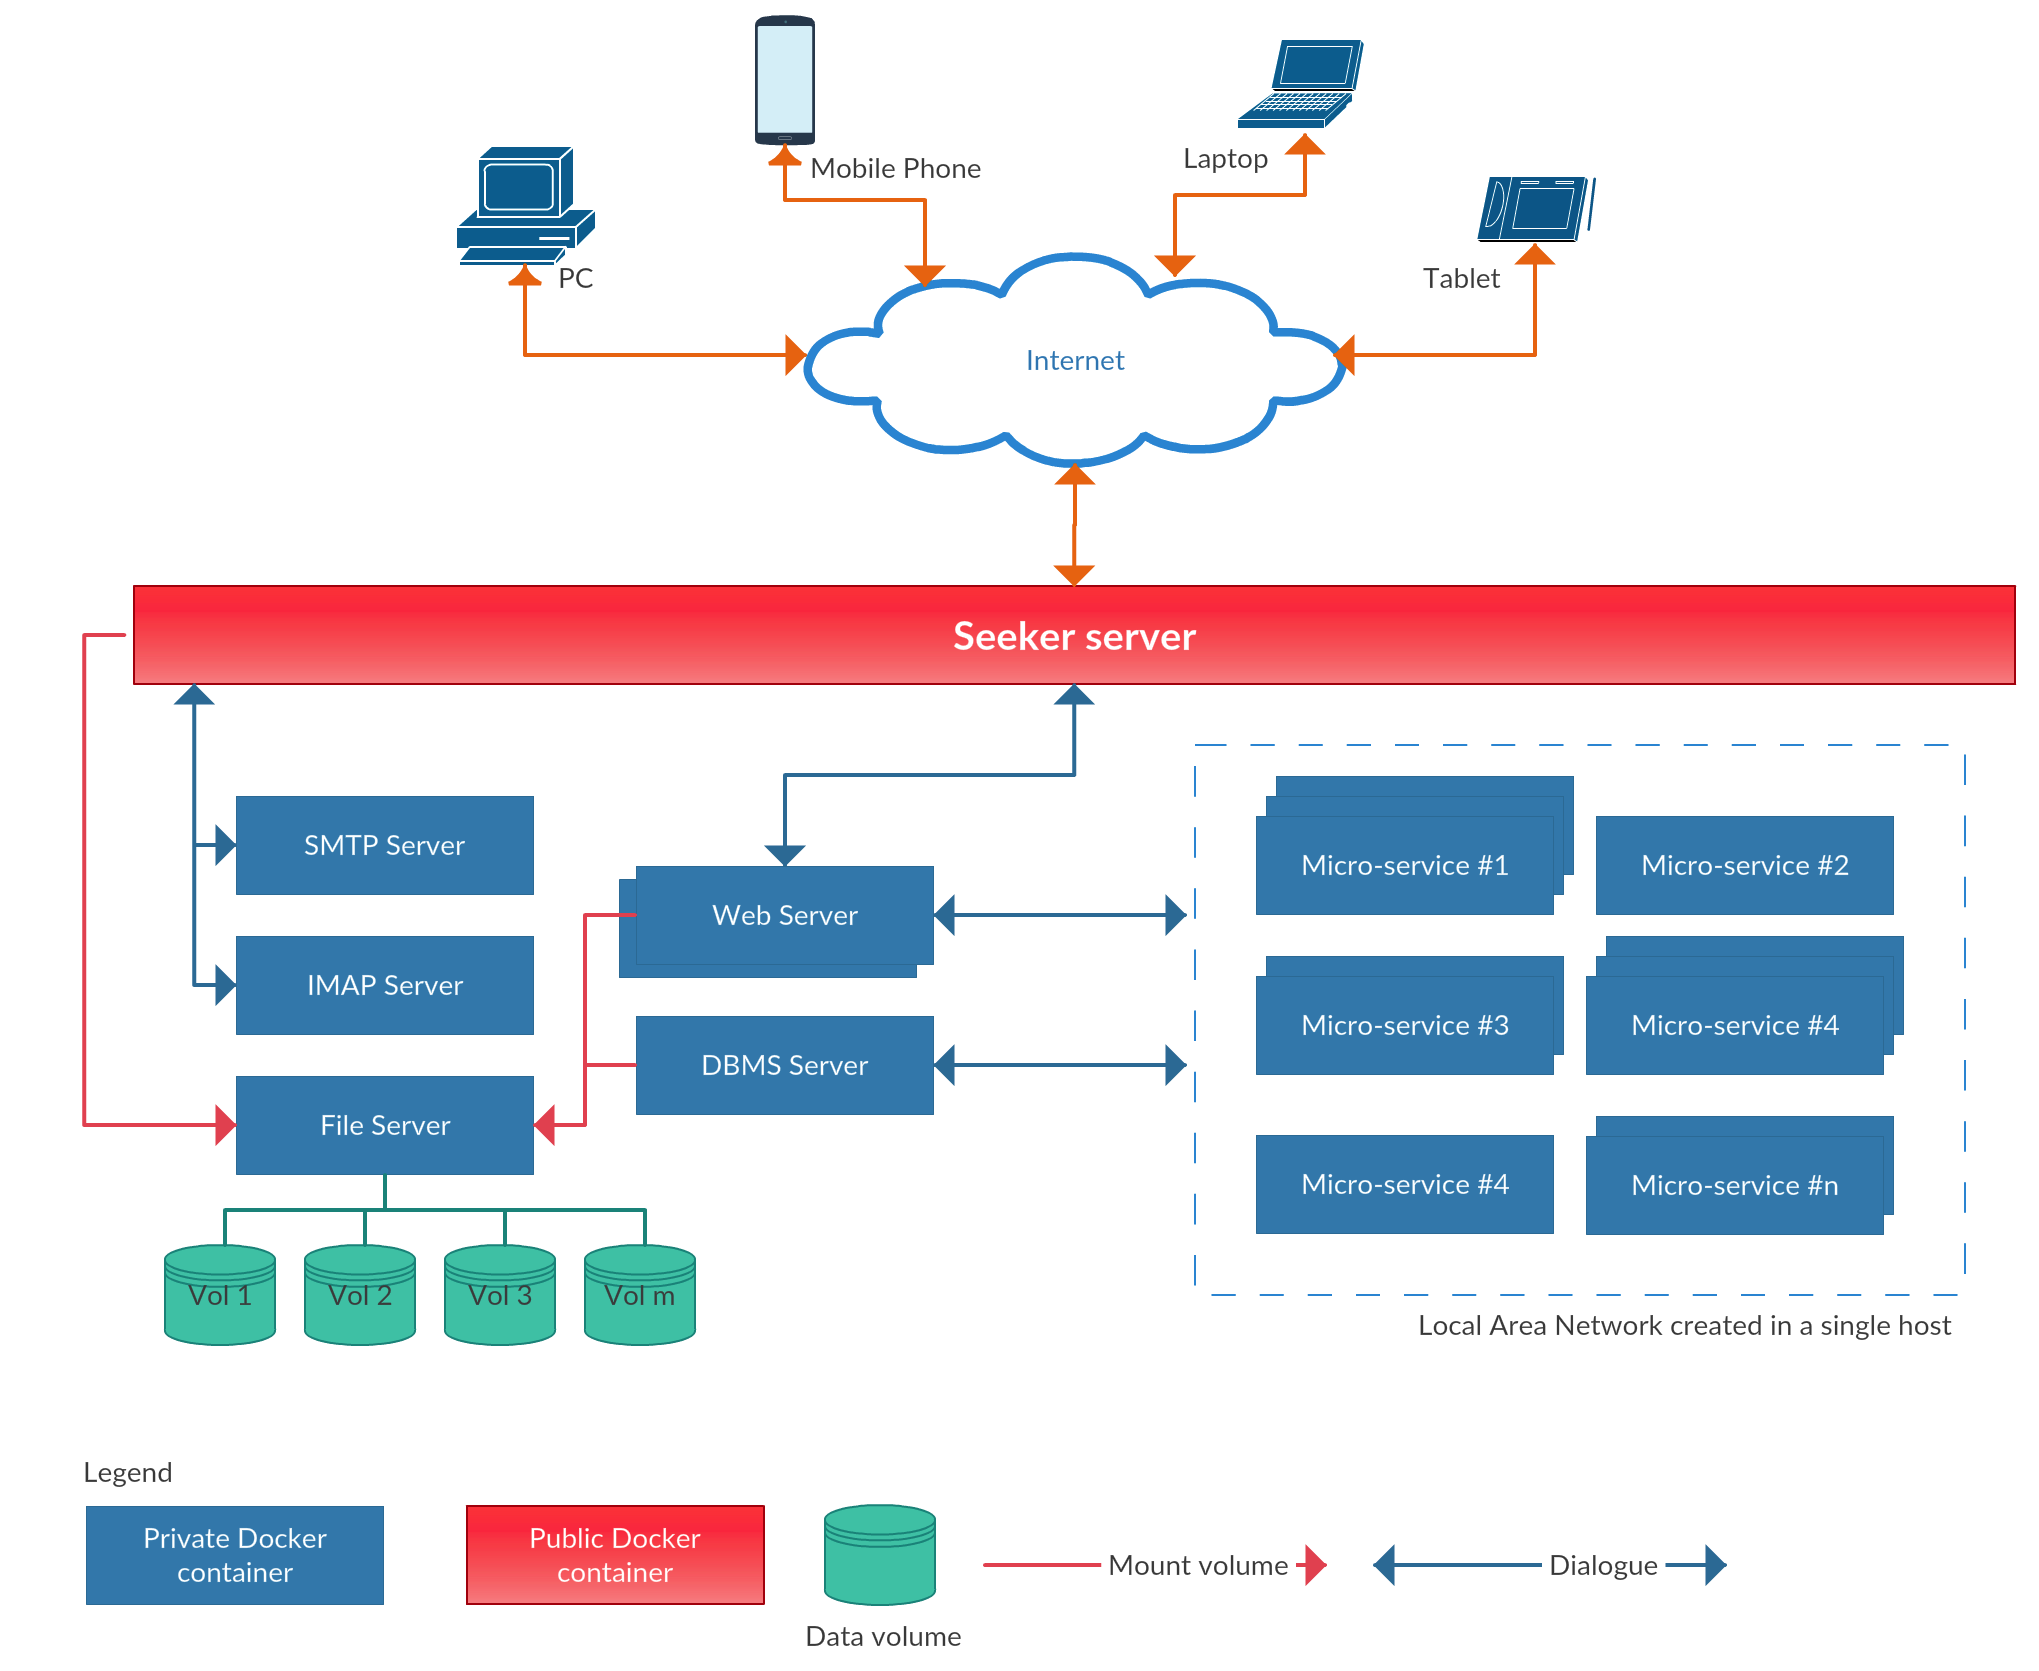 Mobile Phone
Laptop
PC
Tablet
Internet
Seeker server
SMTP Server
IMAP Server
File Server
Web Server
DBMS Server
Micro-service #1
Micro-service #2
Micro-service #3
Micro-service #4
Micro-service #4
Micro-service #n
Vol 1
Vol 2
Vol 3
Vol m
Local Area Network created in a single host
Legend
Private Docker
container
Public Docker
container
Data volume
Mount volume
Dialogue